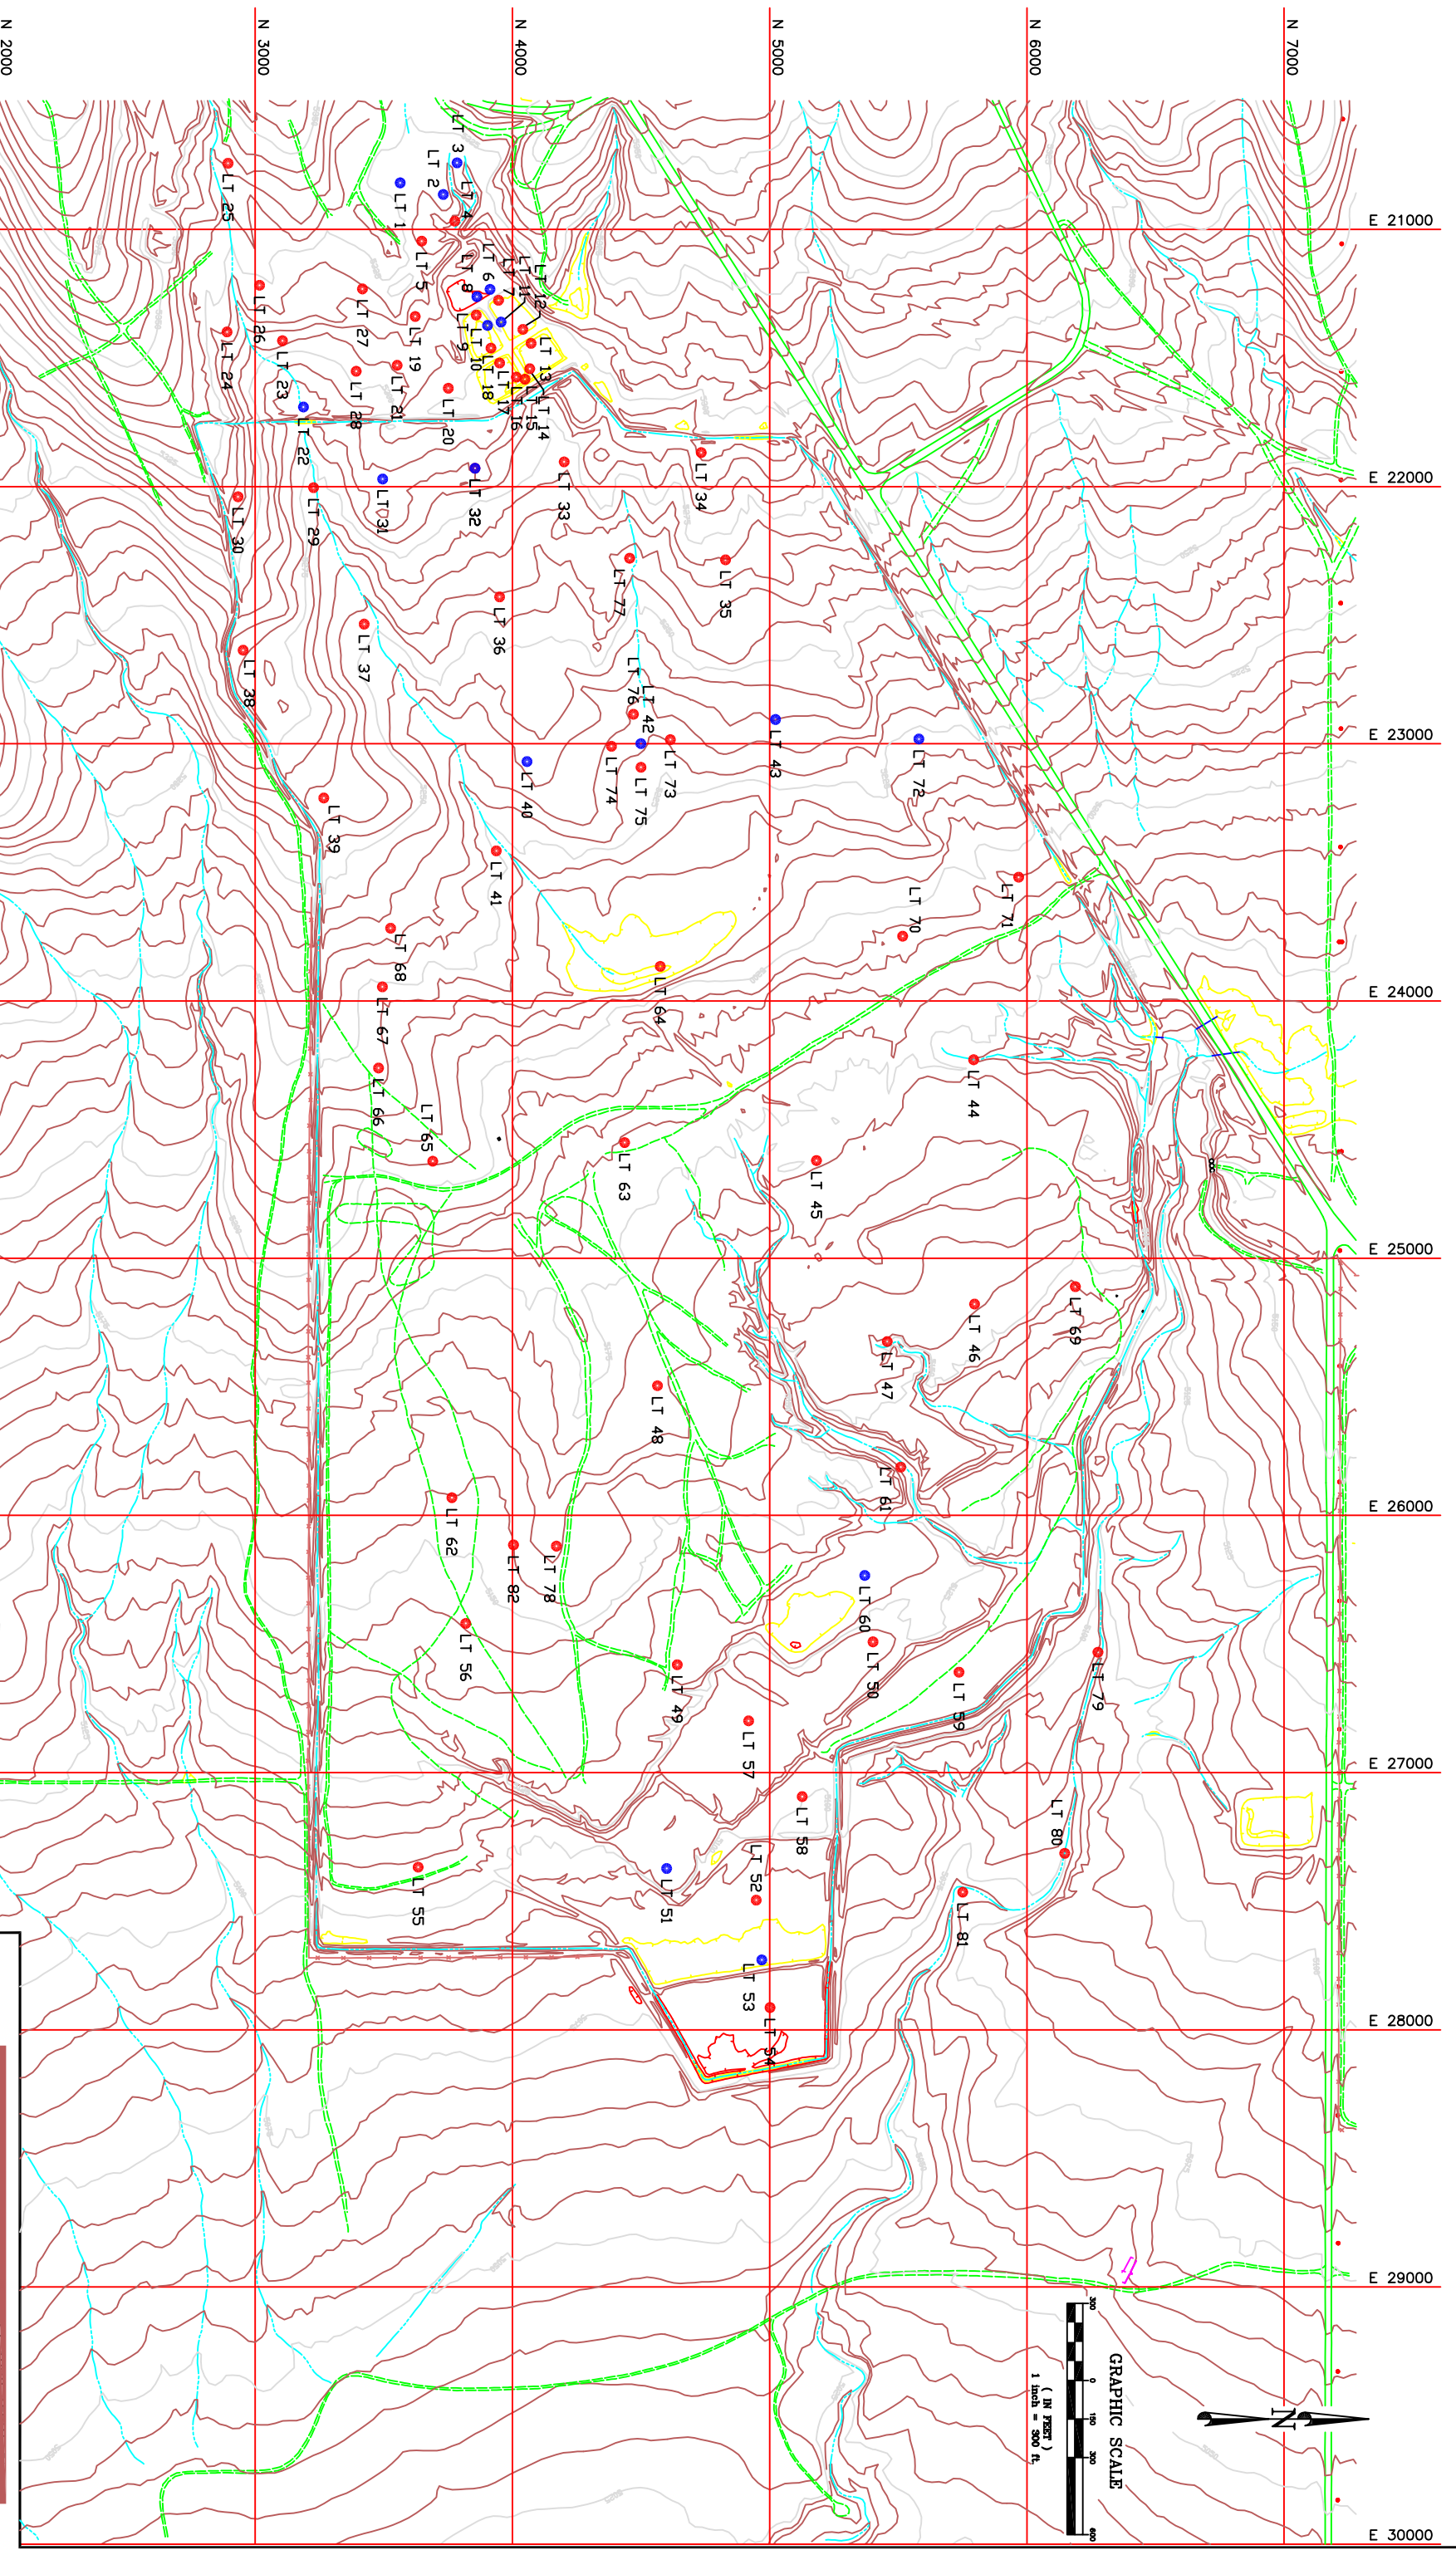 N 2000
N 3000
N 4000
N 5000
N 6000
N 7000
E 21000
E 22000
E 23000
E 24000
E 25000
E 26000
E 27000
E 28000
E 29000
E 30000
LT 1
LT 2
LT 3
LT 4
LT 5
LT 6
LT 7
LT 8
LT 9
LT 10
LT 11
LT 12
LT 13
LT 14
LT 15
LT 16
LT 17
LT 18
LT 19
LT 20
LT 21
LT 22
LT 23
LT 24
LT 25
LT 26
LT 27
LT 28
LT 29
LT 30
LT 31
LT 32
LT 33
LT 34
LT 35
LT 36
LT 37
LT 38
LT 39
LT 40
LT 41
LT 42
LT 43
LT 44
LT 45
LT 46
LT 47
LT 48
LT 49
LT 50
LT 51
LT 52
LT 53
LT 54
LT 55
LT 56
LT 57
LT 58
LT 59
LT 60
LT 61
LT 62
LT 63
LT 64
LT 65
LT 66
LT 67
LT 68
LT 69
LT 70
LT 71
LT 72
LT 73
LT 74
LT 75
LT 76
LT 77
LT 78
LT 79
LT 80
LT 81
LT 82
N
GRAPHIC SCALE
300 0 150 300 600
( IN FEET )
1 inch = 300 ft.